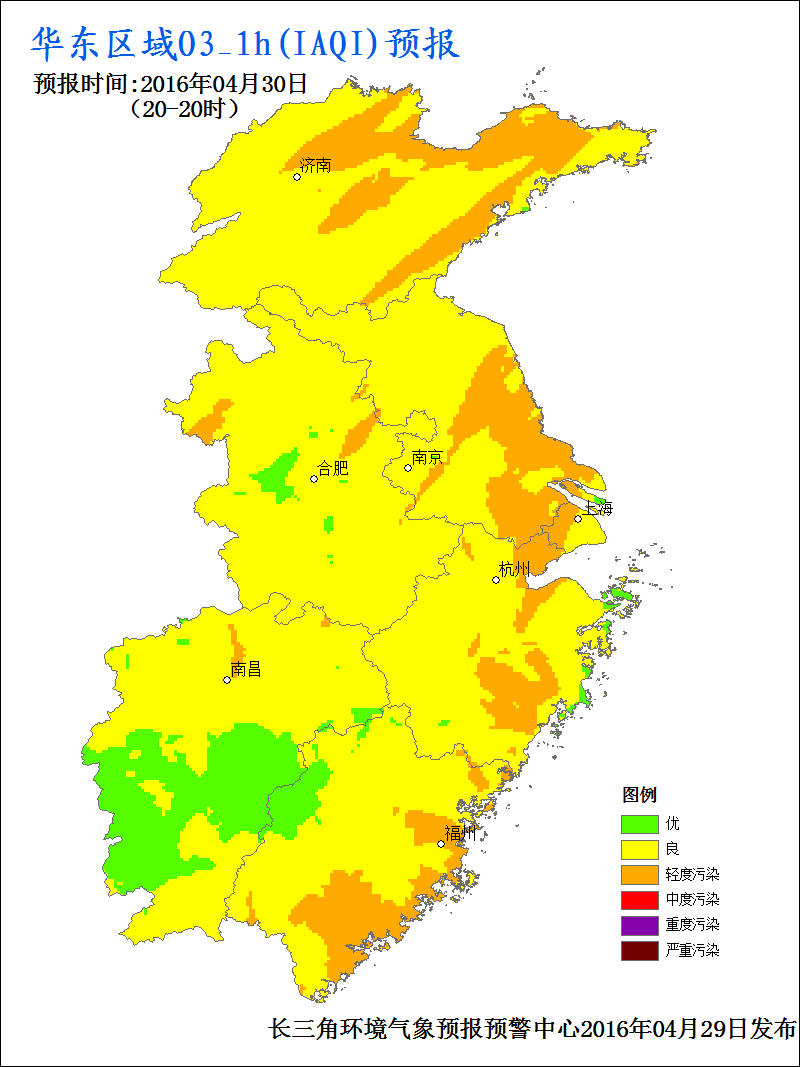 华东区域O3_1h(IAQI)预报
预报时间:2016年04月30日
（20-20时）
济南
南京
合肥
上海
杭州
南昌
福州
图例
优
良
轻度污染
中度污染
重度污染
严重污染
长三角环境气象预报预警中心2016年04月29日发布